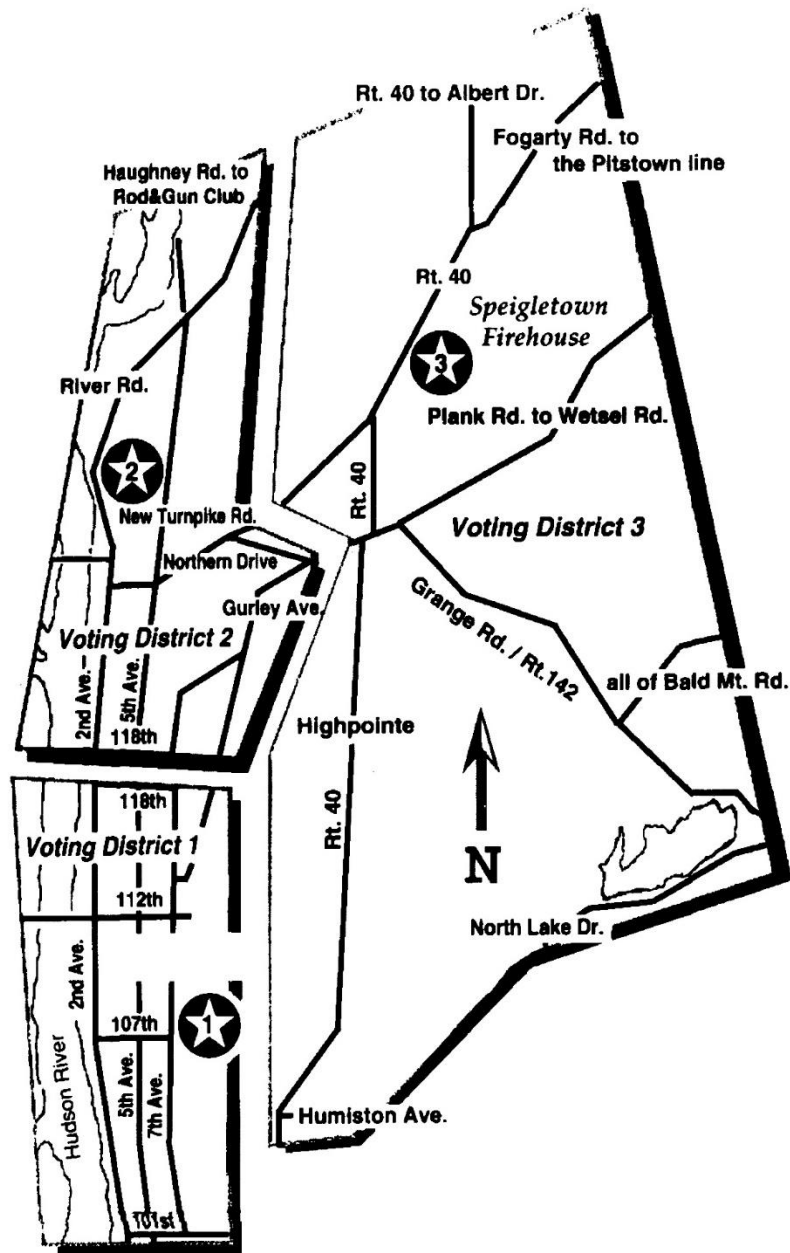 Rt. 40 to Albert Dr.
Fogarty Rd. to
the Pitstown line
Haughney Rd. to
Rod&Gun Club
Rt. 40
Speigletown
Firehouse
3
River Rd.
Plank Rd. to Wetsel Rd.
2
Rt. 40
New Turnpike Rd.
Voting District 3
Northern Drive
Gurley Ave.
Grange Rd. / Rt.142
Voting District 2
2nd Ave.
5th Ave.
all of Bald Mt. Rd.
Highpointe
118th
118th
Rt. 40
N
Voting District 1
112th
North Lake Dr.
2nd Ave.
107th
1
Hudson River
5th Ave.
7th Ave.
Humiston Ave.
101st